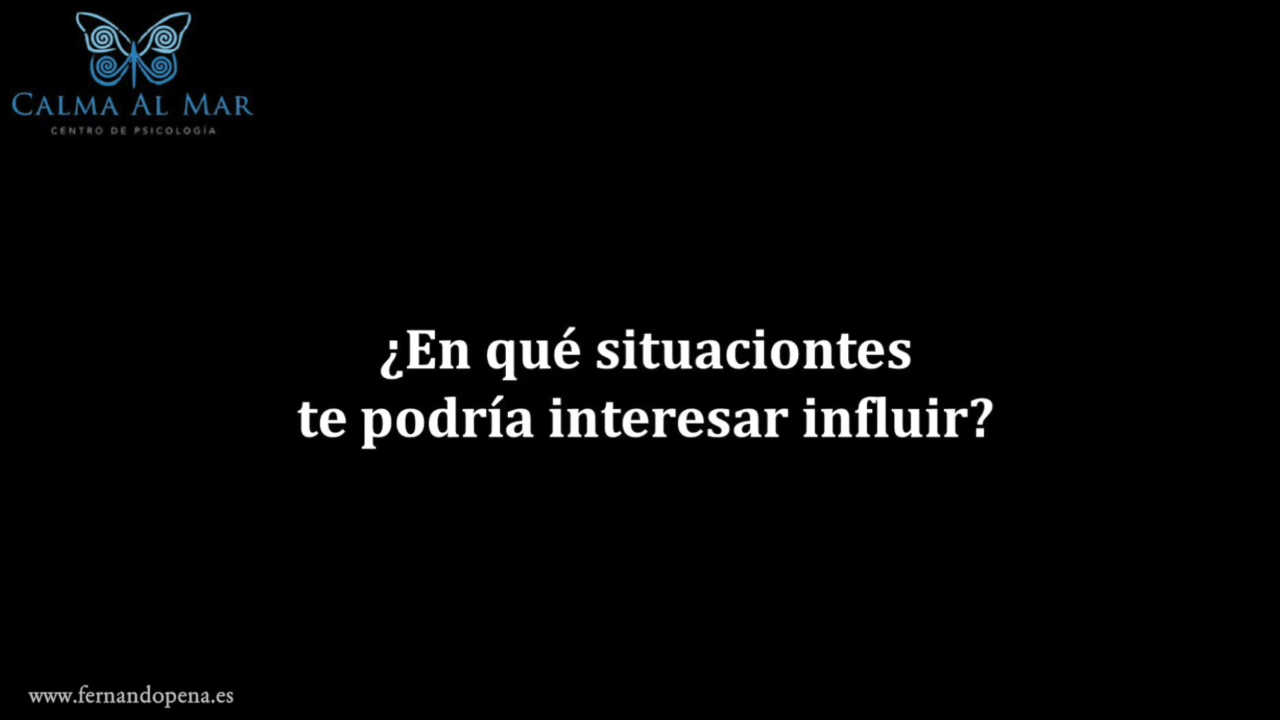 CALMA AL MAR
CENTRO DE PSICOLOGÍA
¿En qué situaciontes
te podría interesar influir?
www.fernandopena.es